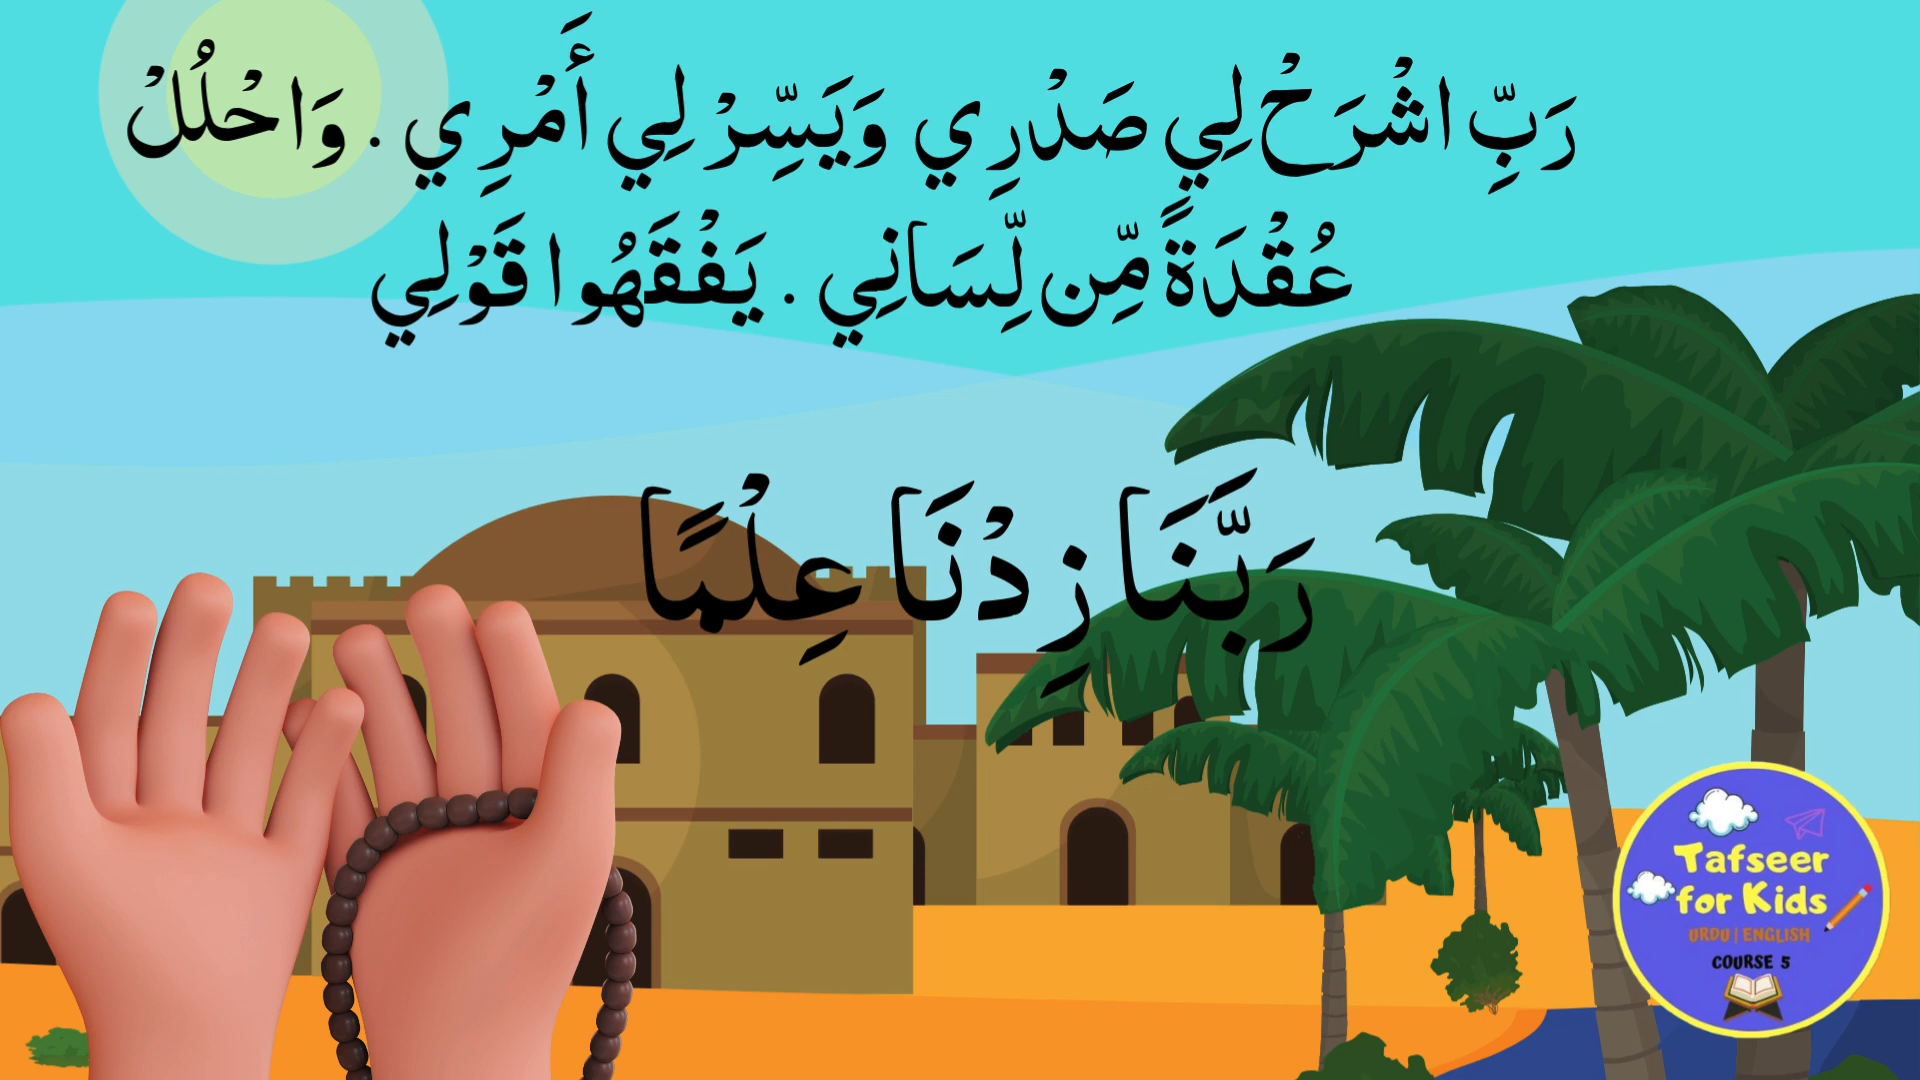 رَبِّ اشْرَحْ لِي صَدْرِي وَيَسِّرْ لِي أَمْرِي . وَاحْلُلْ
عُقْدَةً مِّن لِّسَانِي . يَفْقَهُوا قَوْلِي
رَبَّنَا زِدْنَا عِلْمًا
Tafseer
for Kids
URDU | ENGLISH
COURSE 5